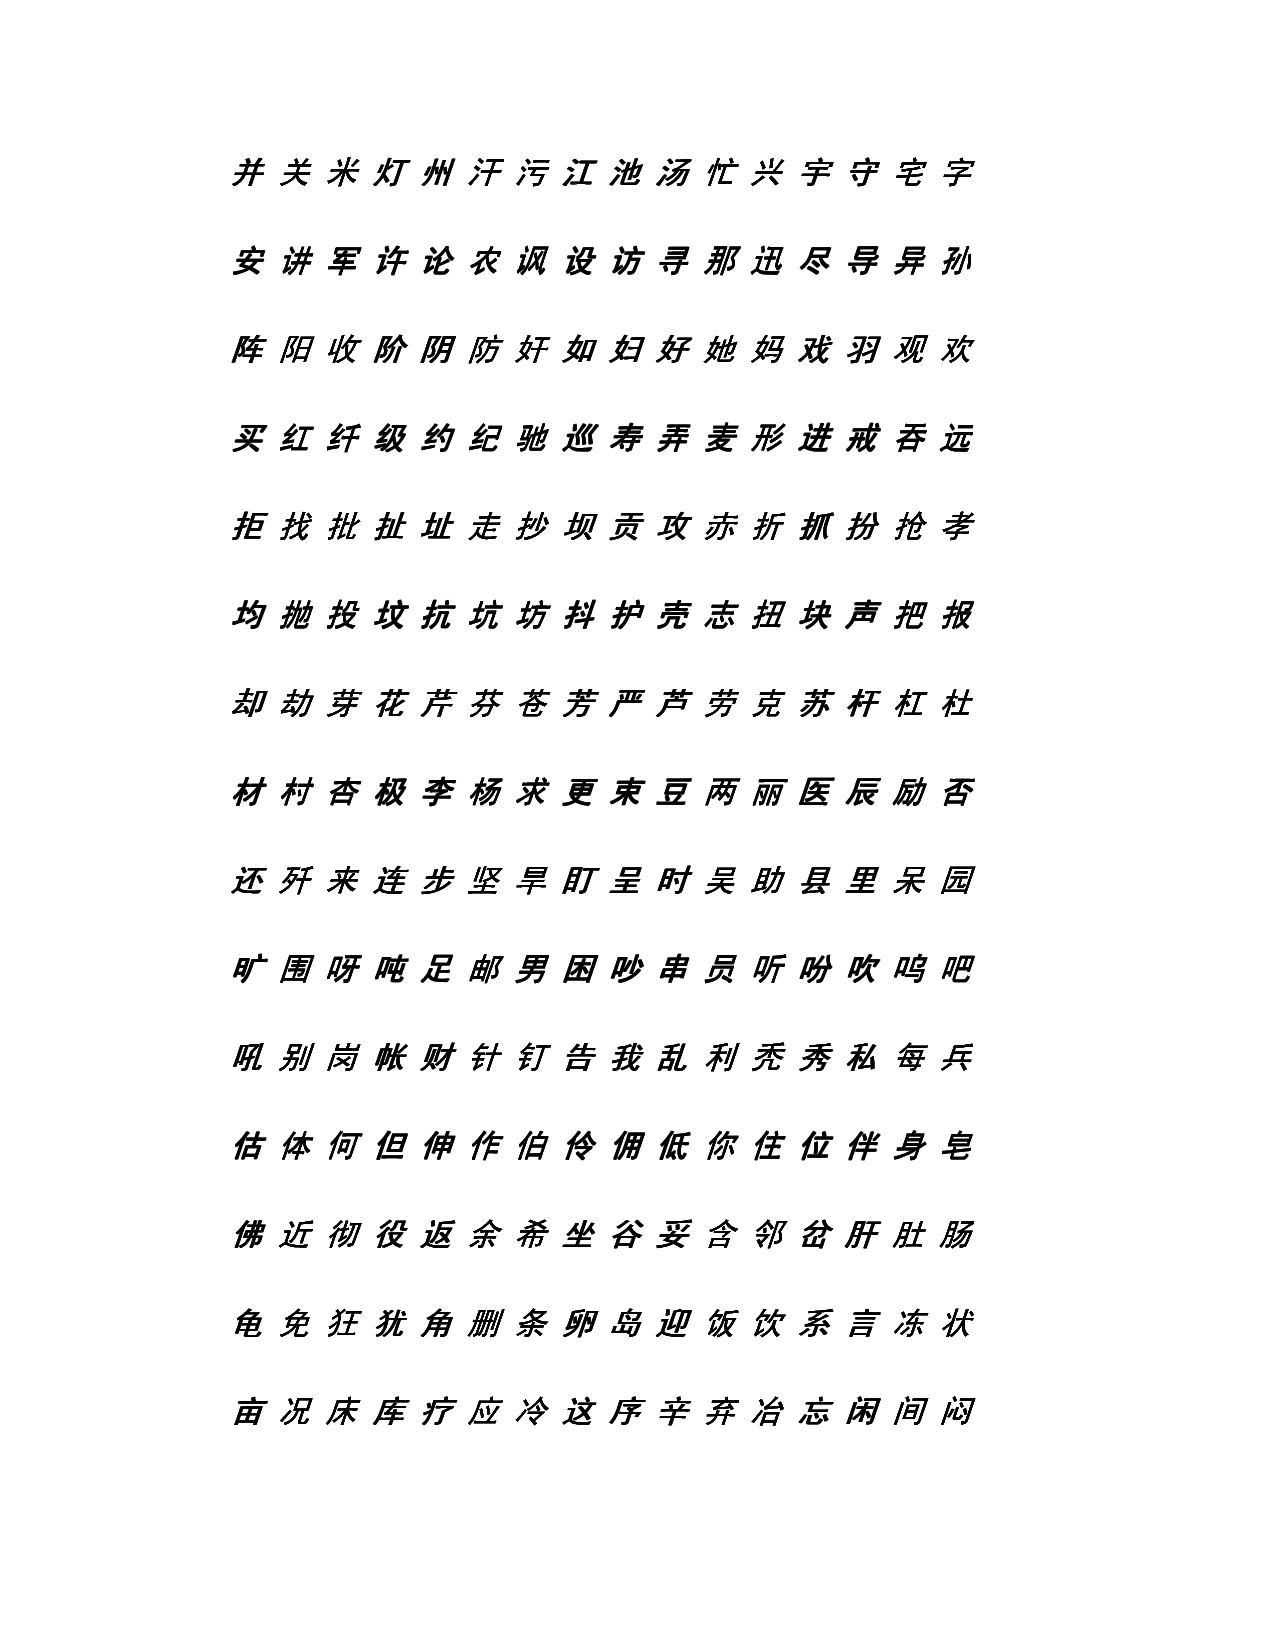 并 关 米 灯 州 汗 污 江 池 汤 忙 兴 宇 守 宅 字
安 讲 军 许 论 农 讽 设 访 寻 那 迅 尽 导 异 孙
阵 阳 收 阶 阴 防 奸 如 妇 好 她 妈 戏 羽 观 欢
买 红 纤 级 约 纪 驰 巡 寿 弄 麦 形 进 戒 吞 远
拒 找 批 扯 址 走 抄 坝 贡 攻 赤 折 抓 扮 抢 孝
均 抛 投 坟 抗 坑 坊 抖 护 壳 志 扭 块 声 把 报
却 劫 芽 花 芹 芬 苍 芳 严 芦 劳 克 苏 杆 杠 杜
材 村 杏 极 李 杨 求 更 束 豆 两 丽 医 辰 励 否
还 歼 来 连 步 坚 旱 盯 呈 时 吴 助 县 里 呆 园
旷 围 呀 吨 足 邮 男 困 吵 串 员 听 吩 吹 呜 吧
吼 别 岗 帐 财 针 钉 告 我 乱 利 秃 秀 私 每 兵
估 体 何 但 伸 作 伯 伶 佣 低 你 住 位 伴 身 皂
佛 近 彻 役 返 余 希 坐 谷 妥 含 邻 岔 肝 肚 肠
龟 免 狂 犹 角 删 条 卵 岛 迎 饭 饮 系 言 冻 状
亩 况 床 库 疗 应 冷 这 序 辛 弃 冶 忘 闲 间 闷